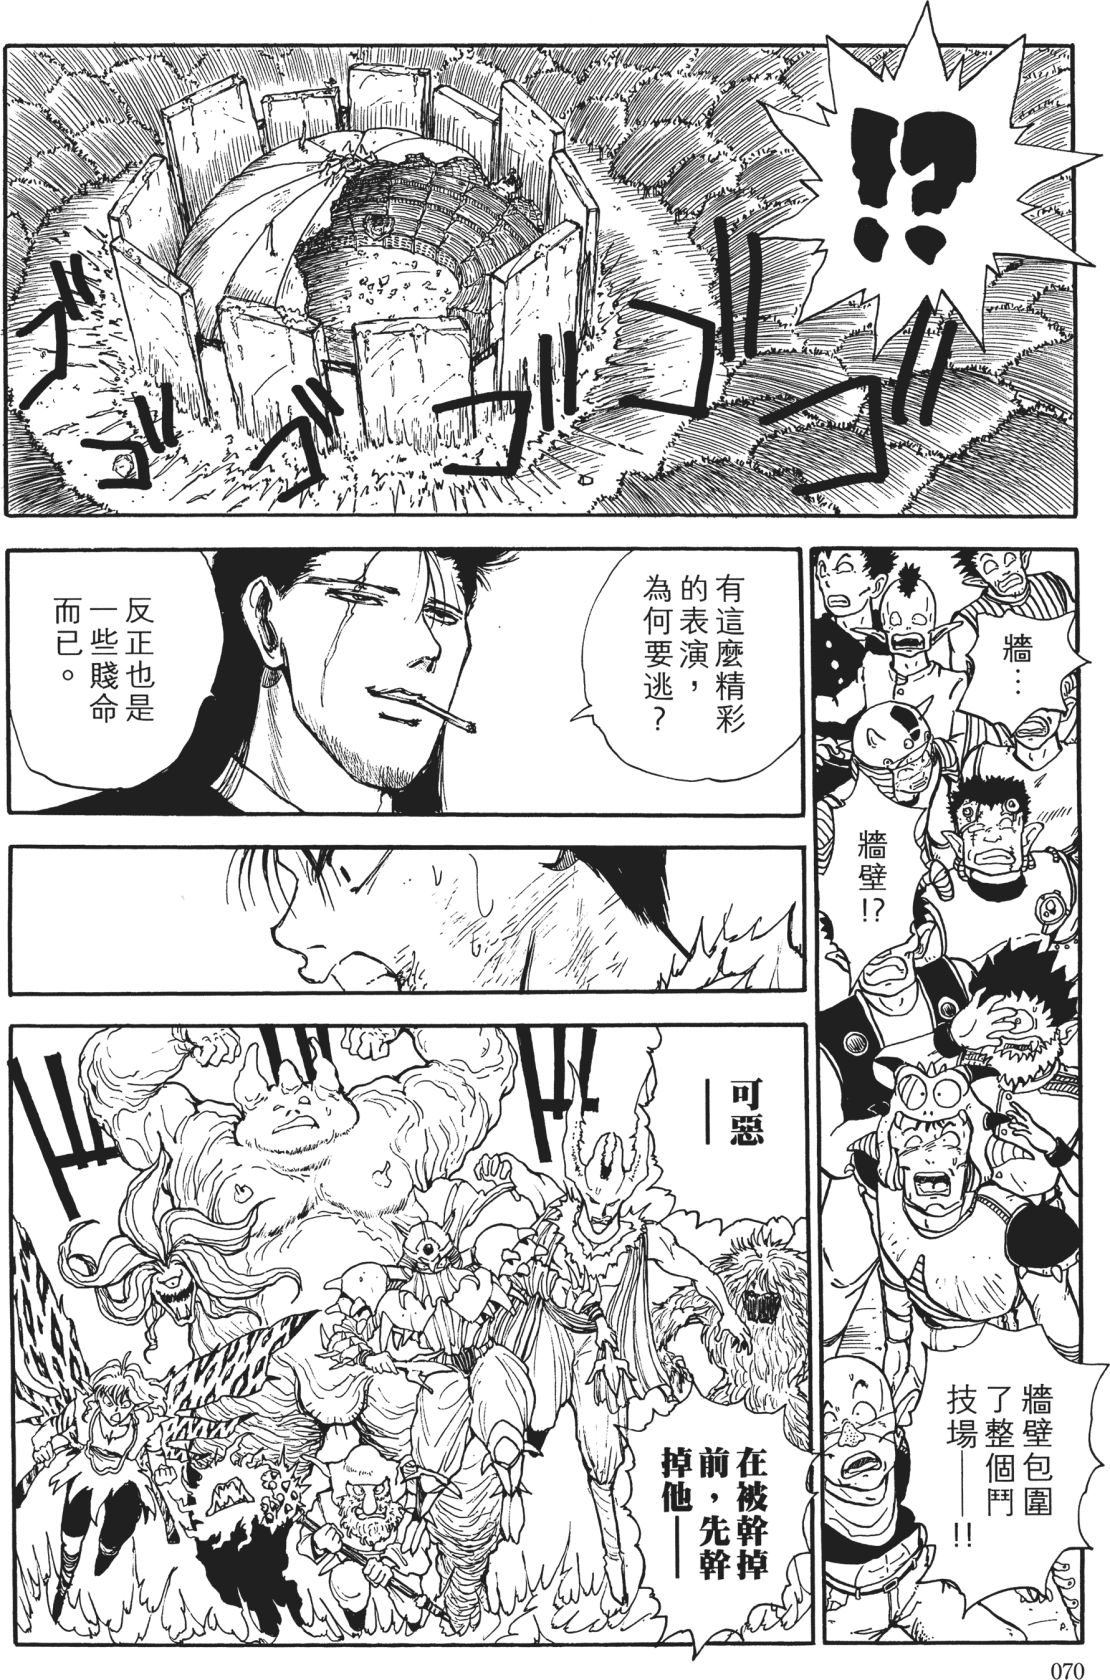 !?
ゴゴゴゴゴゴ
牆…
牆壁!?
牆壁包圍
了整個鬥
技場——!!
有這麼精彩
的表演，
為何要逃？
反正也是
一些賤命
而已。
可惡
——
在被幹掉
前，先幹
掉他——
070